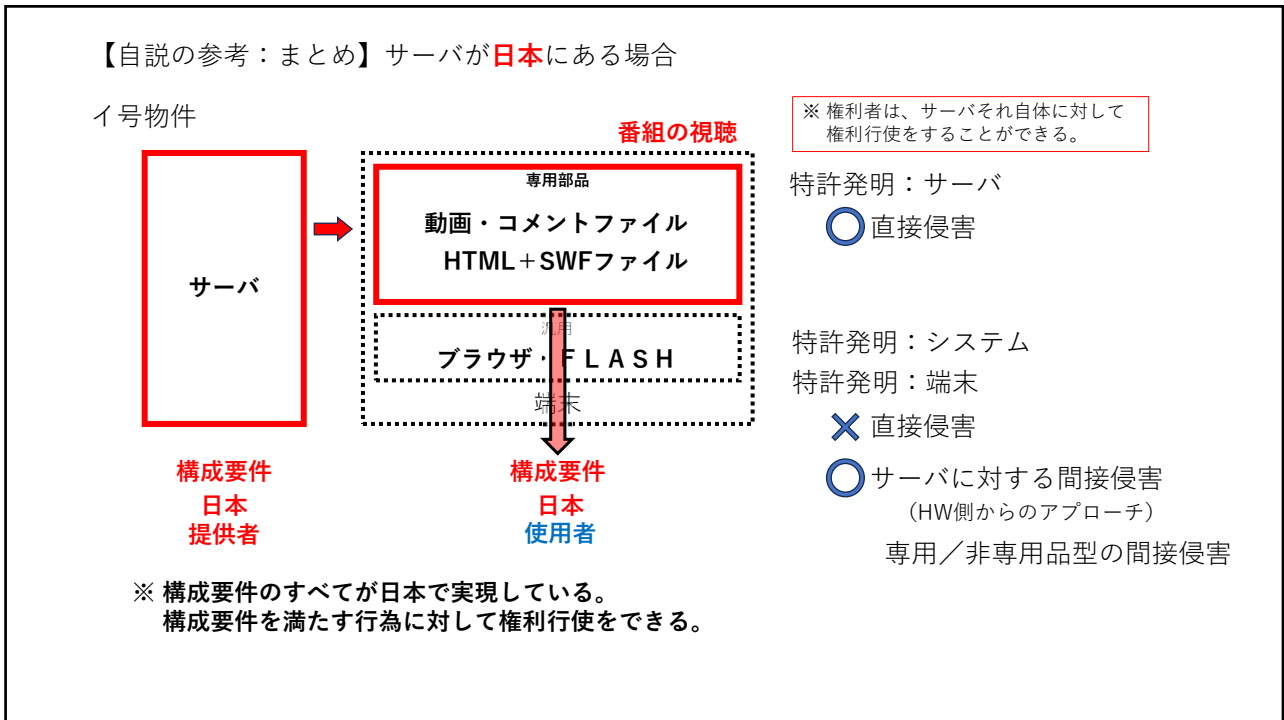 【自説の参考：まとめ】サーバが日本にある場合
イ号物件
番組の視聴
※ 権利者は、サーバそれ自体に対して
権利行使をすることができる。
サーバ
専用部品
動画・コメントファイル
HTML＋SWFファイル
汎用
ブラウザ・ＦＬＡＳＨ
端末
構成要件
日本
提供者
構成要件
日本
使用者
特許発明：サーバ
直接侵害
特許発明：システム
特許発明：端末
直接侵害
サーバに対する間接侵害
（HW側からのアプローチ）
専用／非専用品型の間接侵害
※ 構成要件のすべてが日本で実現している。
構成要件を満たす行為に対して権利行使をできる。